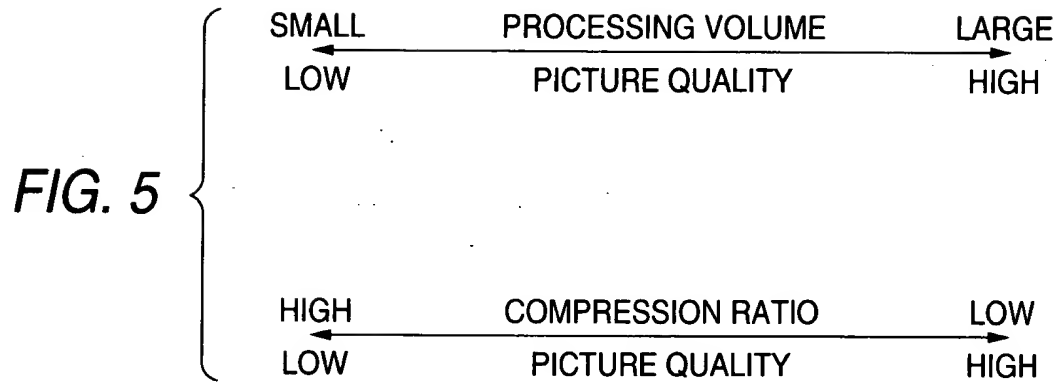 SMALL PROCESSING VOLUME LARGE
LOW PICTURE QUALITY HIGH
FIG. 5
HIGH COMPRESSION RATIO LOW
LOW PICTURE QUALITY HIGH